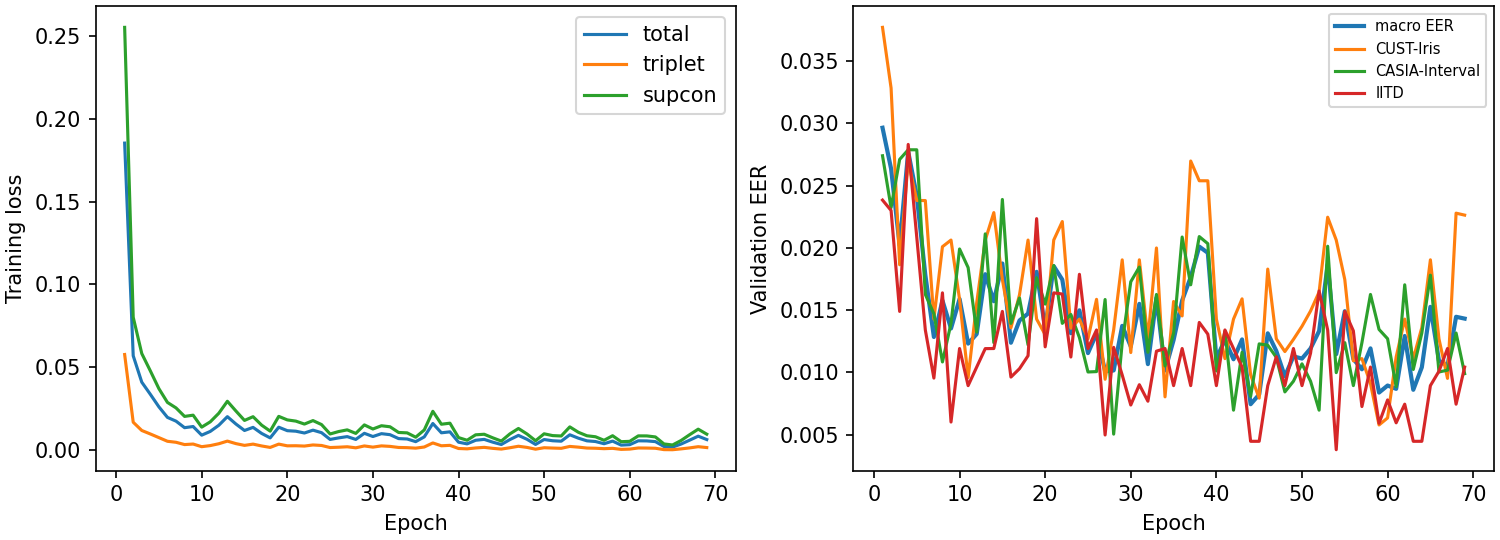 0.25
0.20
0.15
0.10
0.05
0.00
Training loss
0 10 20 30 40 50 60 70
Epoch
total
triplet
supcon
0.035
0.030
0.025
0.020
0.015
0.010
0.005
Validation EER
0 10 20 30 40 50 60 70
Epoch
macro EER
CUST-Iris
CASIA-Interval
IITD